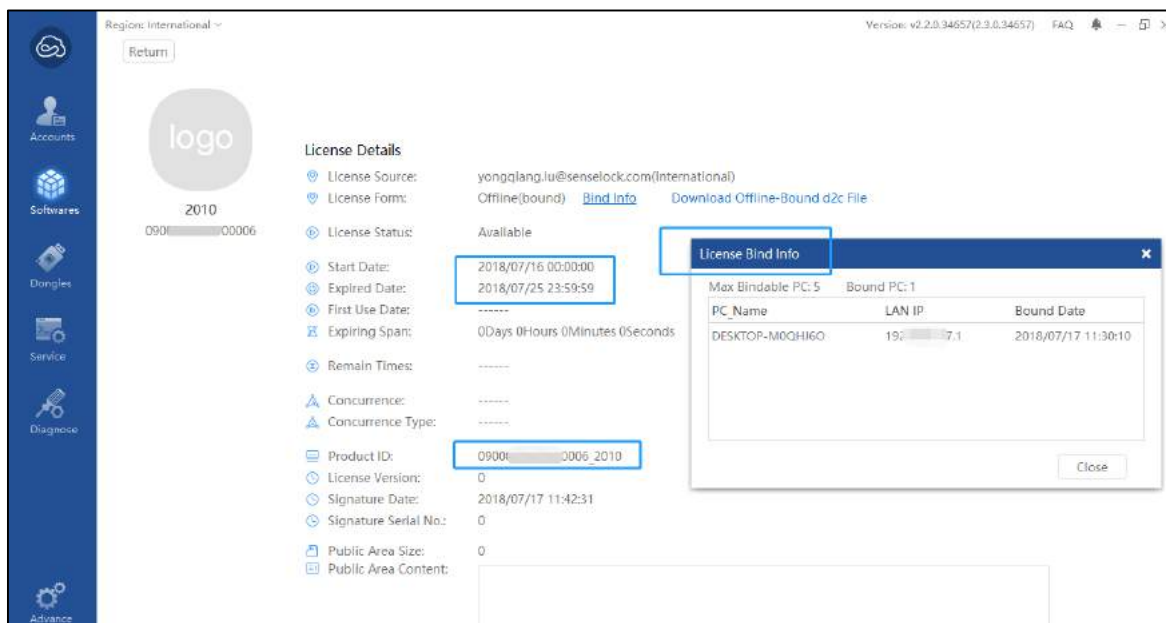 Region: International
Version: v2.2.0.34657(2.3.0.34657) FAQ
Return
logo
2010
090 00006
Accounts
Softwares
Dongles
Service
Diagnose
Advance
License Details
License Source: yongqiang.lu@senselock.com(International)
License Form: Offline(bound) Bind Info Download Offline-Bound d2c File
License Status: Available
Start Date: 2018/07/16 00:00:00
Expired Date: 2018/07/25 23:59:59
First Use Date: ------
Expiring Span: 0Days 0Hours 0Minutes 0Seconds
Remain Times: ------
Concurrence: ------
Concurrence Type: ------
Product ID: 0900 0006_2010
License Version: 0
Signature Date: 2018/07/17 11:42:31
Signature Serial No.: 0
Public Area Size: 0
Public Area Content:
License Bind Info
Max Bindable PC: 5 Bound PC: 1
PC_Name LAN IP Bound Date
DESKTOP-M0QHJ6O 192 7.1 2018/07/17 11:30:10
Close